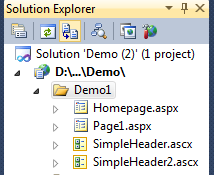 Solution Explorer
Solution 'Demo (2)' (1 project)
D:\...\Demo\
Demo1
Homepage.aspx
Page1.aspx
SimpleHeader.ascx
SimpleHeader2.ascx